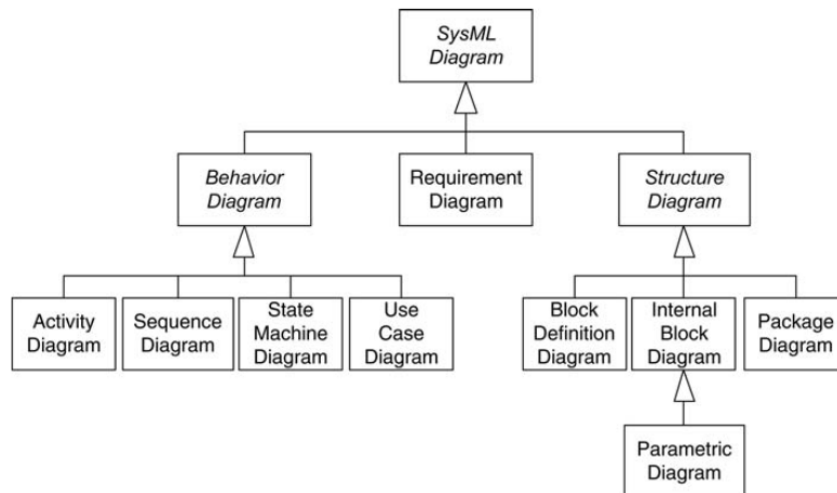 SysML
Diagram
Behavior
Diagram
Requirement
Diagram
Structure
Diagram
Activity
Diagram
Sequence
Diagram
State
Machine
Diagram
Use
Case
Diagram
Block
Definition
Diagram
Internal
Block
Diagram
Package
Diagram
Parametric
Diagram